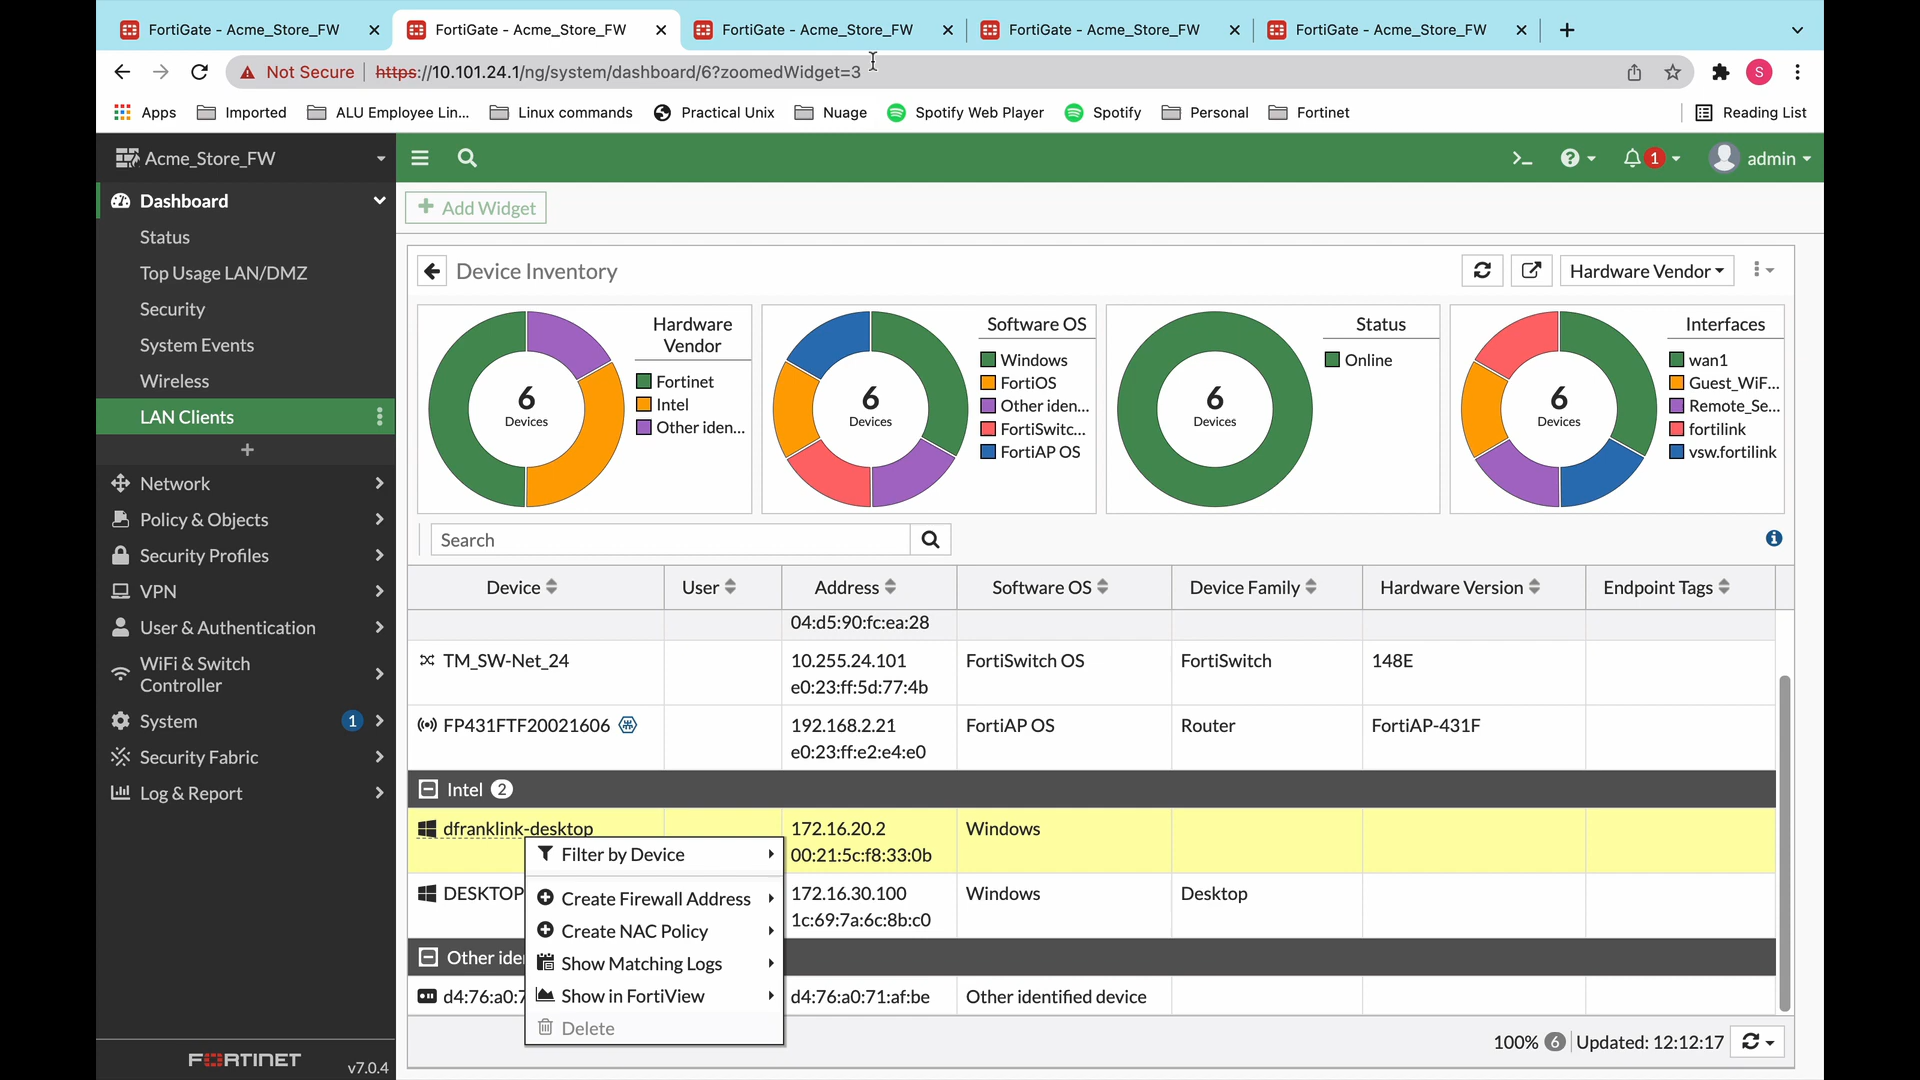 FortiGate - Acme_Store_FW
FortiGate - Acme_Store_FW
FortiGate - Acme_Store_FW
FortiGate - Acme_Store_FW
FortiGate - Acme_Store_FW
Not Secure https://10.101.24.1/ng/system/dashboard/6?zoomedWidget=3
S
Apps Imported ALU Employee Lin... Linux commands Practical Unix Nuage Spotify Web Player Spotify Personal Fortinet Reading List
Acme_Store_FW
1
admin
Dashboard
Status
Top Usage LAN/DMZ
Security
System Events
Wireless
LAN Clients
Network
Policy & Objects
Security Profiles
VPN
User & Authentication
WiFi & Switch
Controller
System 1
Security Fabric
Log & Report
FORTINET
v7.0.4
Add Widget
Device Inventory
Hardware Vendor
6
Devices
Hardware
Vendor
Fortinet
Intel
Other iden...
6
Devices
Software OS
Windows
FortiOS
Other iden...
FortiSwitc...
FortiAP OS
6
Devices
Status
Online
6
Devices
Interfaces
wan1
Guest_WiF...
Remote_Se...
fortilink
vsw.fortilink
Search
Device User Address Software OS Device Family Hardware Version Endpoint Tags
04:d5:90:fc:ea:28
TM_SW-Net_24 10.255.24.101 FortiSwitch OS FortiSwitch 148E
e0:23:ff:5d:77:4b
FP431FTF20021606 192.168.2.21 FortiAP OS Router FortiAP-431F
e0:23:ff:e2:e4:e0
Intel 2
dfranklink-desktop 172.16.20.2 Windows
00:21:5c:f8:33:0b
DESKTOP 172.16.30.100 Windows Desktop
1c:69:7a:6c:8b:c0
Other ide
d4:76:a0:7 d4:76:a0:71:af:be Other identified device
Filter by Device
Create Firewall Address
Create NAC Policy
Show Matching Logs
Show in FortiView
Delete
100% 6 Updated: 12:12:17